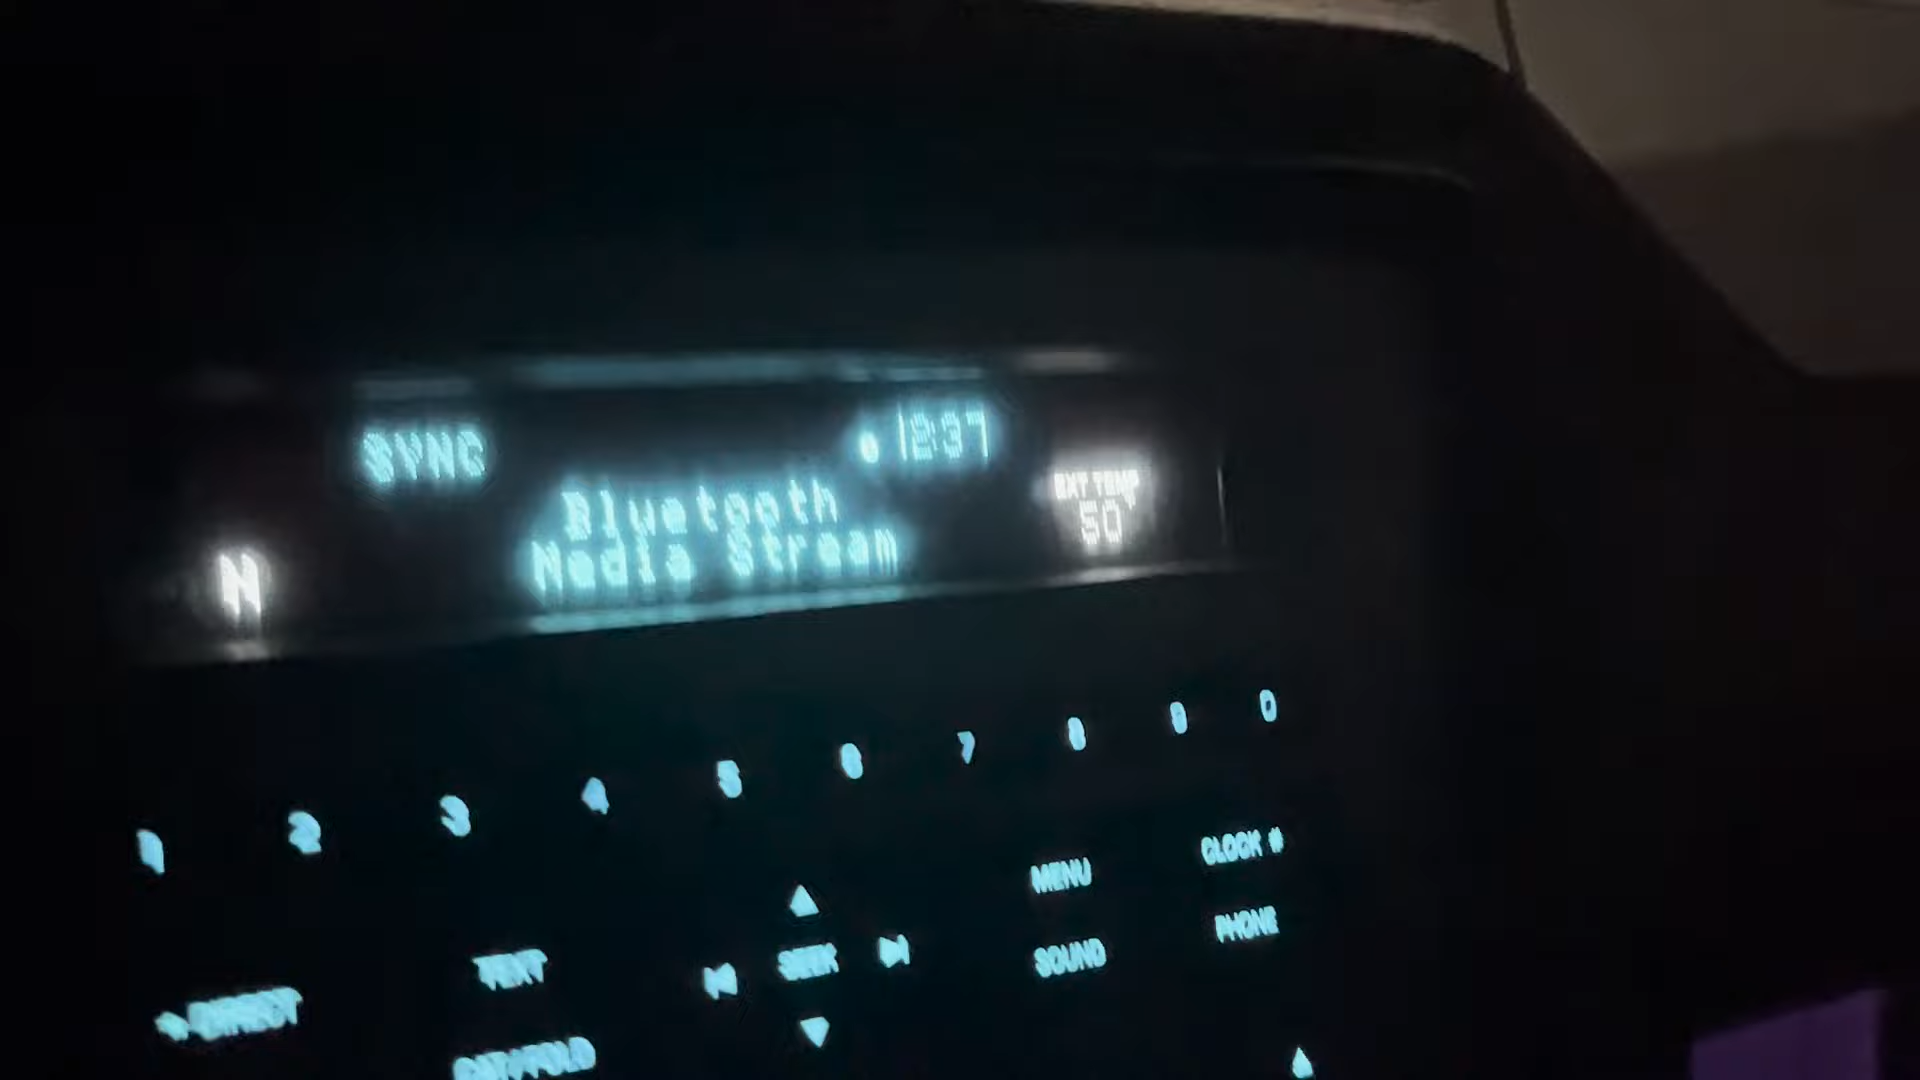 SYNC
12:37
Bluetooth
Media Stream
EXT TEMP
50°
N
1 2 3 4 5 6 7 8 9 0
CLOCK #
MENU
PHONE
TEXT
SEEK
SOUND
DIRECT